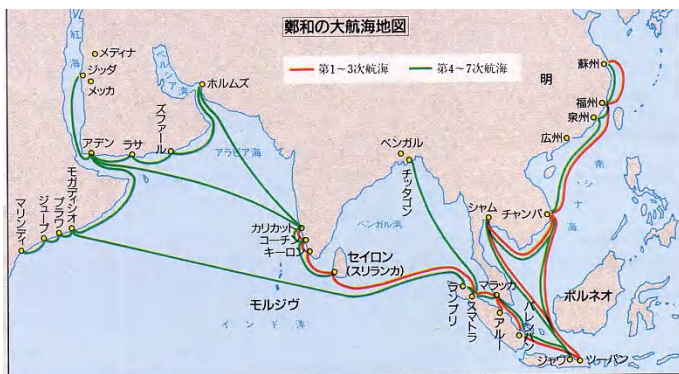 鄭和の大航海地図
第1〜3次航海
第4〜7次航海
紅海
メディナ
ジッダ
メッカ
ペルシア湾
ホルムズ
ズファール
アデン
ラサ
アラビア海
モガディシオ
ブラワ
ジューブ
マリンディ
カリカット
コーチン
キーロン
セイロン
(スリランカ)
モルジヴ
インド洋
ベンガル
チッタゴン
ベンガル湾
明
蘇州
福州
泉州
広州
南シナ海
シャム
チャンパ
ランブリ
スマトラ
マラッカ
アルー
パレンバン
ボルネオ
ジャワ
ツーバン